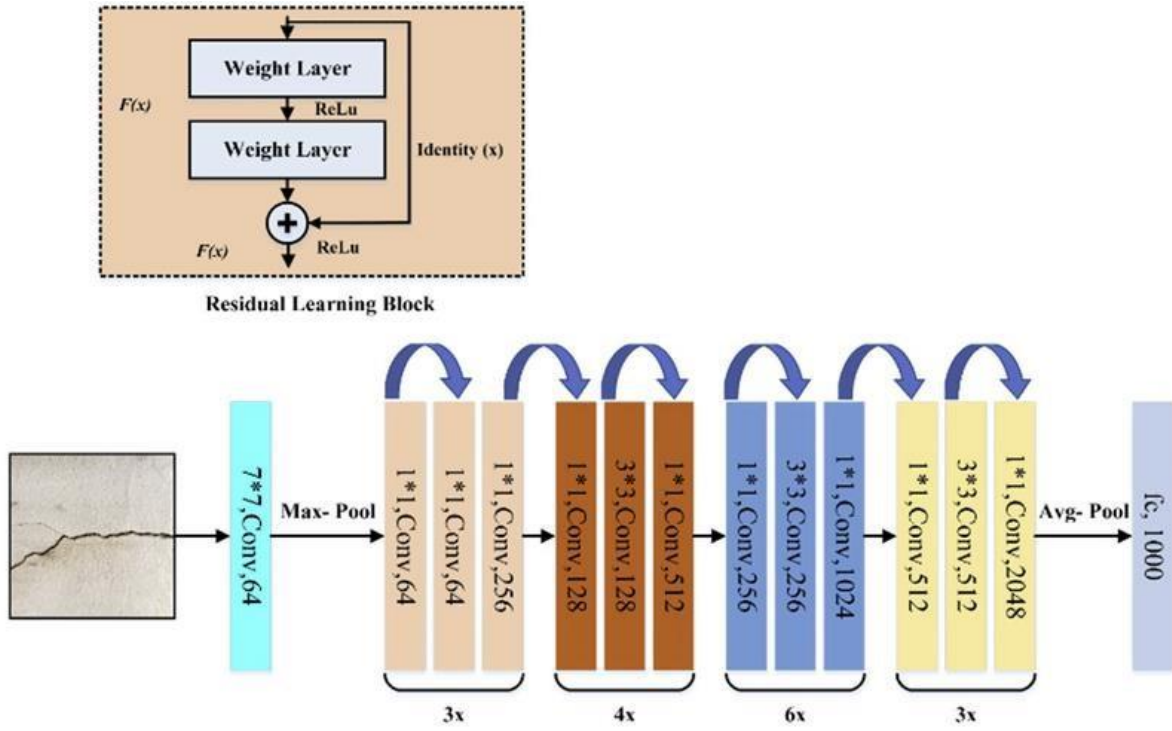 Weight Layer
F(x)
ReLu
Weight Layer
Identity (x)
+
F(x)
ReLu
Residual Learning Block
7*7,Conv,64
Max- Pool
1*1,Conv,64
1*1,Conv,64
1*1,Conv,256
1*1,Conv,128
3*3,Conv,128
1*1,Conv,512
1*1,Conv,256
3*3,Conv,256
1*1,Conv,1024
1*1,Conv,512
3*3,Conv,512
1*1,Conv,2048
Avg- Pool
fc, 1000
3x
4x
6x
3x